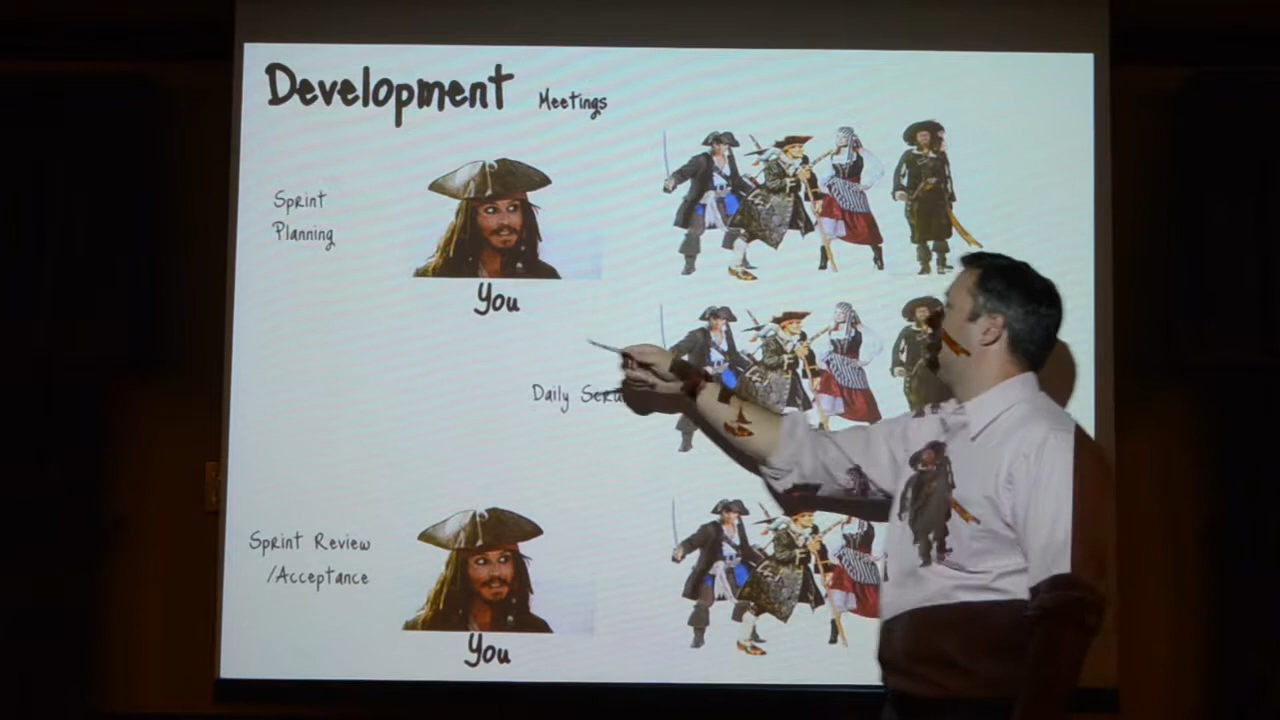 Development Meetings
Sprint
Planning
You
Daily
Sprint Review
/Acceptance
You